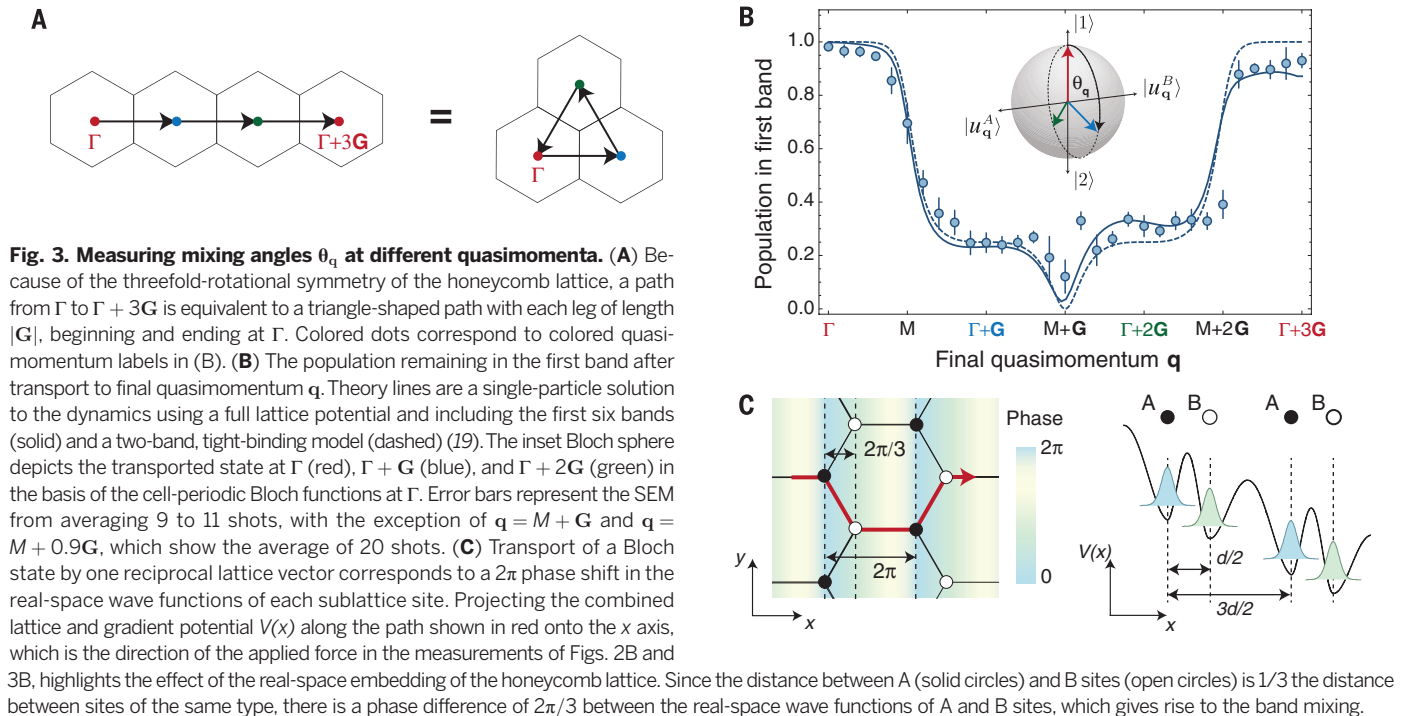 A
Γ
Γ+3G
=
Fig. 3. Measuring mixing angles θq at different quasimomenta. (A) Be-
cause of the threefold-rotational symmetry of the honeycomb lattice, a path
from Γ to Γ + 3G is equivalent to a triangle-shaped path with each leg of length
|G|, beginning and ending at Γ. Colored dots correspond to colored quasi-
momentum labels in (B). (B) The population remaining in the first band after
transport to final quasimomentum q. Theory lines are a single-particle solution
to the dynamics using a full lattice potential and including the first six bands
(solid) and a two-band, tight-binding model (dashed) (19). The inset Bloch sphere
depicts the transported state at Γ (red), Γ + G (blue), and Γ + 2G (green) in
the basis of the cell-periodic Bloch functions at Γ. Error bars represent the SEM
from averaging 9 to 11 shots, with the exception of q = M + G and q =
M + 0.9G, which show the average of 20 shots. (C) Transport of a Bloch
state by one reciprocal lattice vector corresponds to a 2π phase shift in the
real-space wave functions of each sublattice site. Projecting the combined
lattice and gradient potential V(x) along the path shown in red onto the x axis,
which is the direction of the applied force in the measurements of Figs. 2B and
3B, highlights the effect of the real-space embedding of the honeycomb lattice. Since the distance between A (solid circles) and B sites (open circles) is 1/3 the distance
between sites of the same type, there is a phase difference of 2π/3 between the real-space wave functions of A and B sites, which gives rise to the band mixing.
Γ
B
Population in first band
1.0
0.8
0.6
0.4
0.2
0.0
|1⟩
θq
|u^B_q⟩
|u^A_q⟩
|2⟩
Γ M Γ+G M+G Γ+2G M+2G Γ+3G
Final quasimomentum q
C
2π/3
2π
y
x
Phase
2π
0
A B A B
V(x)
d/2
3d/2
x